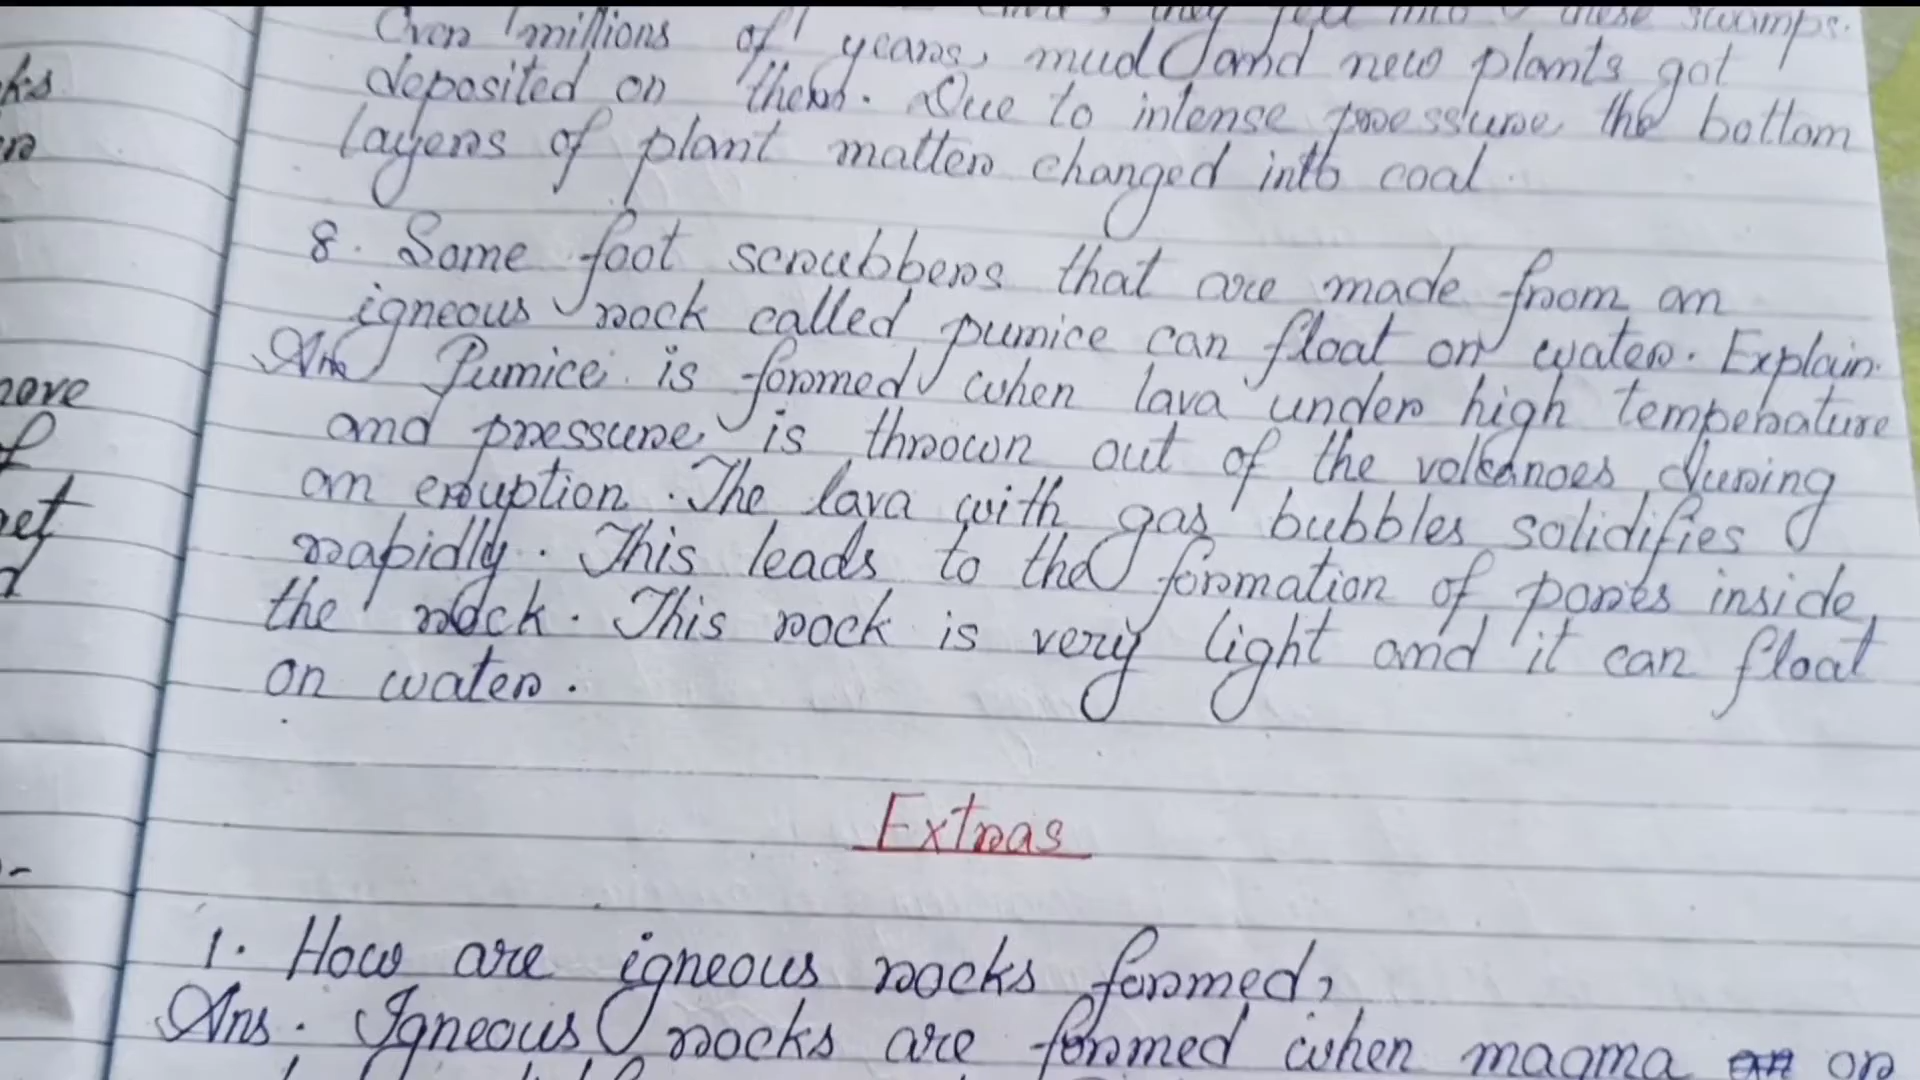 they fell into these swamps.
Over millions of years, mud and new plants got
deposited on them. Due to intense pressure the bottom
layers of plant matter changed into coal.
8. Some foot scrubbers that are made from an
igneous rock called pumice can float on water. Explain.
Ans Pumice is formed when lava under high temperature
and pressure is thrown out of the volcanoes during
an eruption. The lava with gas bubbles solidifies
rapidly. This leads to the formation of pores inside
the rock. This rock is very light and it can float
on water.
Extras
1. How are igneous rocks formed?
Ans. Igneous rocks are formed when magma or